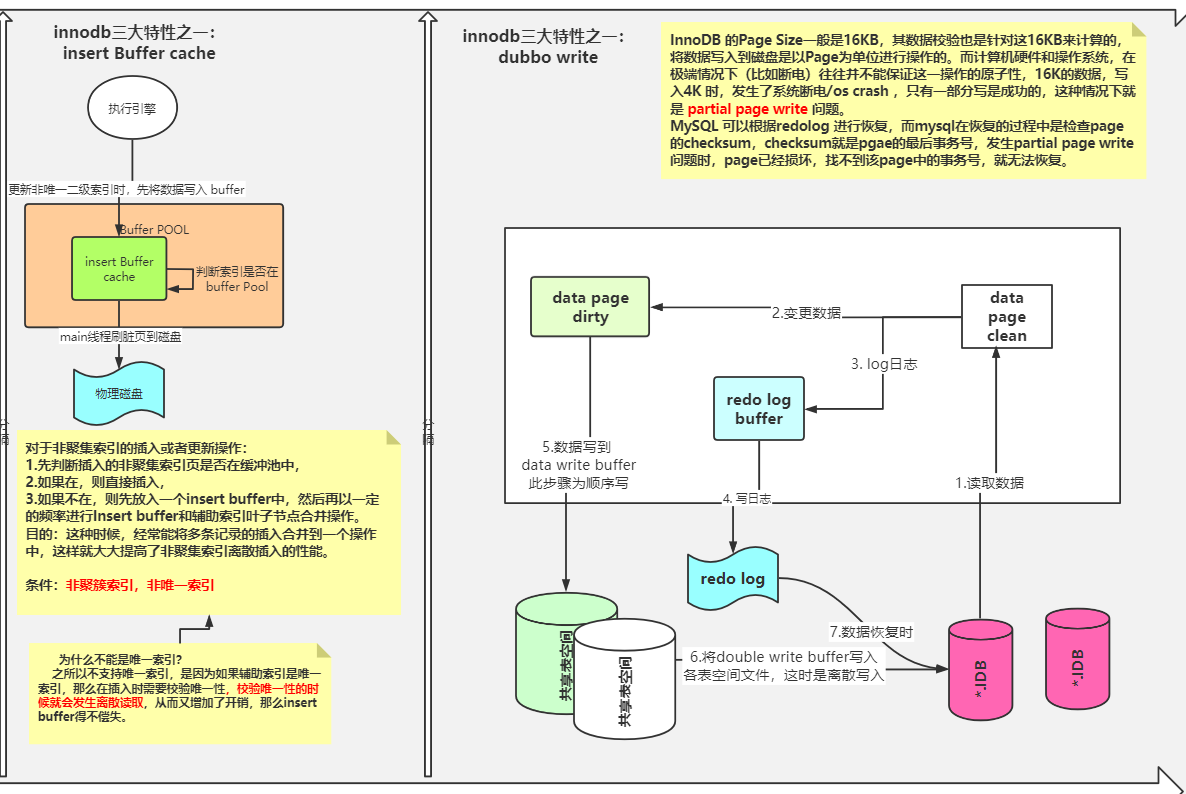 innodb三大特性之一：
insert Buffer cache
执行引擎
更新非唯一二级索引时，先将数据写入 buffer
Buffer POOL
insert Buffer
cache
判断索引是否在
buffer Pool
main线程刷脏页到磁盘
物理磁盘
分隔
对于非聚集索引的插入或者更新操作：
1.先判断插入的非聚集索引页是否在缓冲池中，
2.如果在，则直接插入，
3.如果不在，则先放入一个insert buffer中，然后再以一定
的频率进行Insert buffer和辅助索引叶子节点合并操作。
目的：这种时候，经常能将多条记录的插入合并到一个操作
中，这样就大大提高了非聚集索引离散插入的性能。
条件：非聚簇索引，非唯一索引
为什么不能是唯一索引?
之所以不支持唯一索引，是因为如果辅助索引是唯一
索引，那么在插入时需要校验唯一性，校验唯一性的时
候就会发生离散读取，从而又增加了开销，那么insert
buffer得不偿失。
分隔
innodb三大特性之一：
dubbo write
InnoDB 的Page Size一般是16KB，其数据校验也是针对这16KB来计算的，
将数据写入到磁盘是以Page为单位进行操作的。而计算机硬件和操作系统，在
极端情况下（比如断电）往往并不能保证这一操作的原子性，16K的数据，写
入4K 时，发生了系统断电/os crash ，只有一部分写是成功的，这种情况下就
是 partial page write 问题。
MySQL 可以根据redolog 进行恢复，而mysql在恢复的过程中是检查page
的checksum，checksum就是pgae的最后事务号，发生partial page write
问题时，page已经损坏，找不到该page中的事务号，就无法恢复。
data page
dirty
2.变更数据
data
page
clean
3. log日志
redo log
buffer
5.数据写到
data write buffer
此步骤为顺序写
4. 写日志
1.读取数据
redo log
7.数据恢复时
共享表空间
共享表空间
6.将double write buffer写入
各表空间文件，这时是离散写入
*.IDB
*.IDB